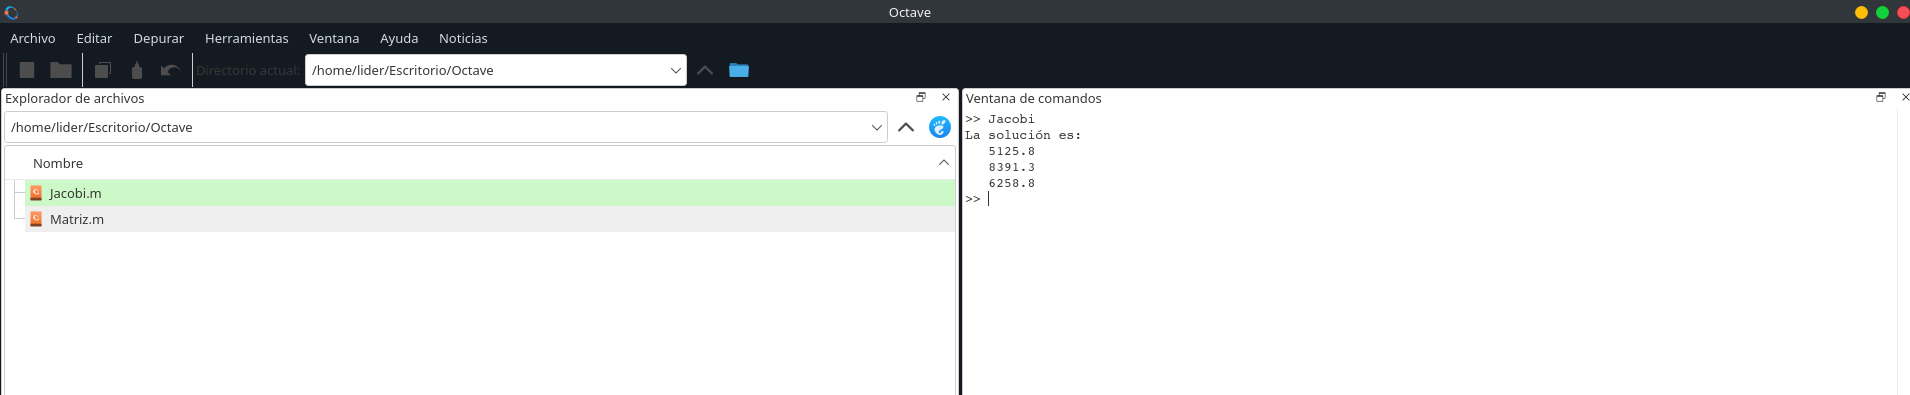 Octave
Archivo Editar Depurar Herramientas Ventana Ayuda Noticias
Directorio actual: /home/lider/Escritorio/Octave
Explorador de archivos
/home/lider/Escritorio/Octave
Nombre
Jacobi.m
Matriz.m
Ventana de comandos
>> Jacobi
La solución es:
5125.8
8391.3
6258.8
>>